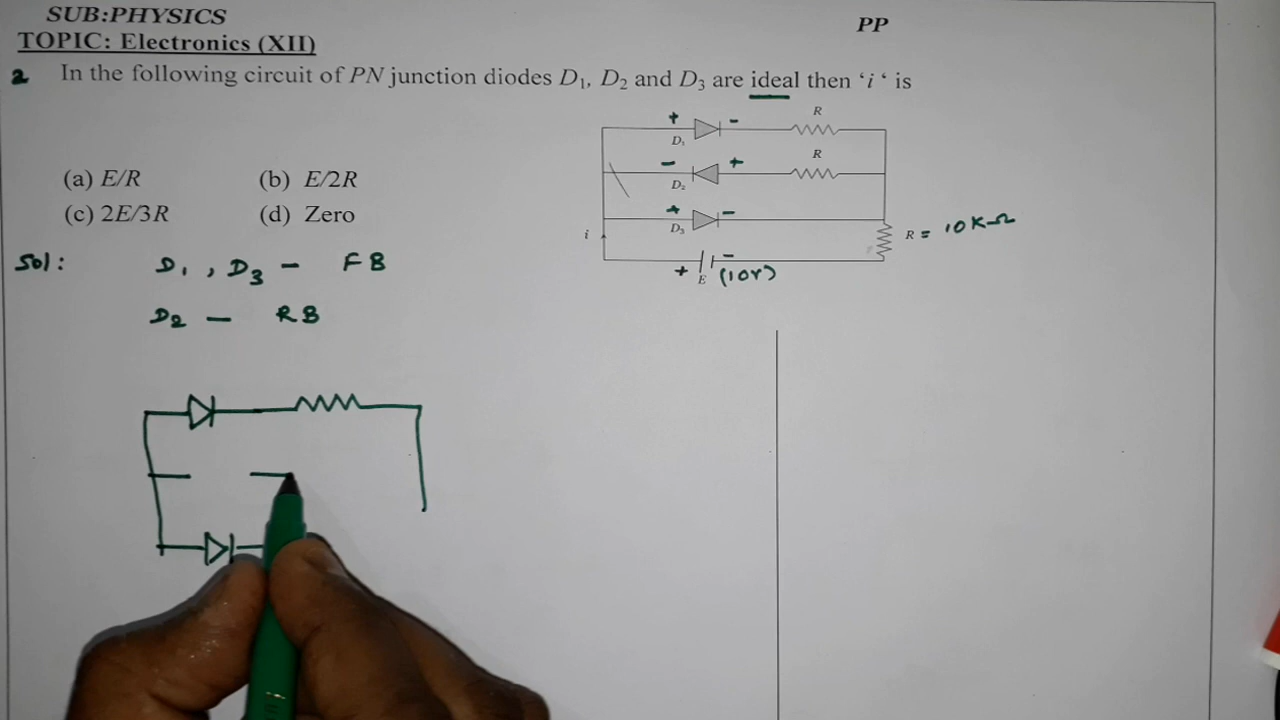 SUB:PHYSICS
PP
TOPIC: Electronics (XII)
2 In the following circuit of PN junction diodes D₁, D₂ and D₃ are ideal then ‘i ‘ is
+ - R
D₁
- + R
D₂
+ -
D₃
i
R = 10K-Ω
+ - E (10V)
(a) E/R (b) E/2R
(c) 2E/3R (d) Zero
Sol: D₁, D₃ - FB
D₂ - RB